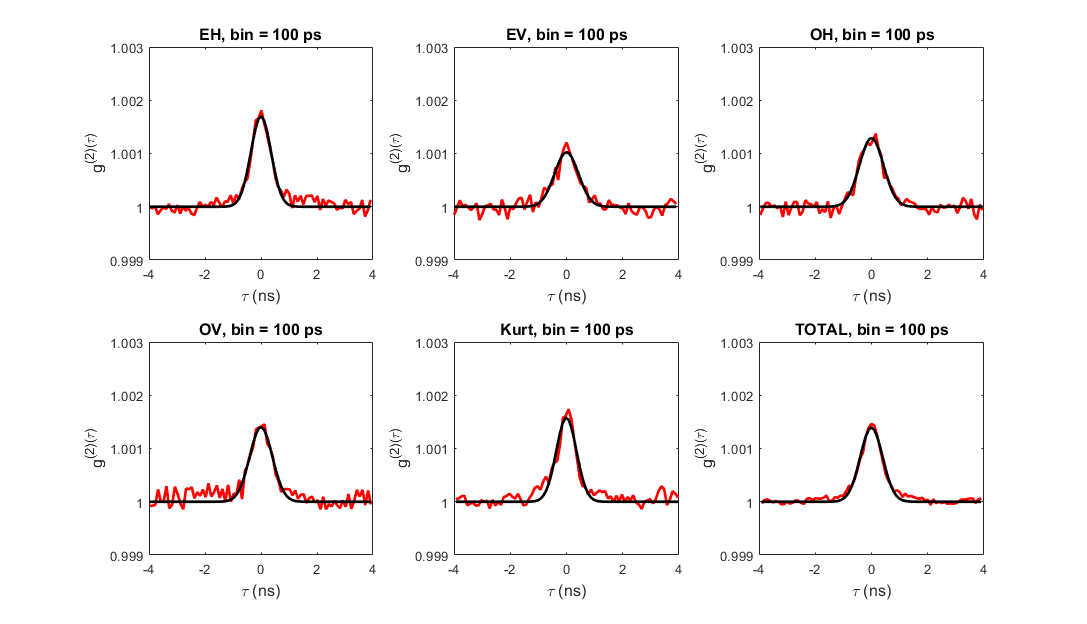 EH, bin = 100 ps
EV, bin = 100 ps
OH, bin = 100 ps
1.003
1.002
1.001
1
0.999
g(2)(τ)
-4 -2 0 2 4
τ (ns)
1.003
1.002
1.001
1
0.999
g(2)(τ)
-4 -2 0 2 4
τ (ns)
1.003
1.002
1.001
1
0.999
g(2)(τ)
-4 -2 0 2 4
τ (ns)
OV, bin = 100 ps
Kurt, bin = 100 ps
TOTAL, bin = 100 ps
1.003
1.002
1.001
1
0.999
g(2)(τ)
-4 -2 0 2 4
τ (ns)
1.003
1.002
1.001
1
0.999
g(2)(τ)
-4 -2 0 2 4
τ (ns)
1.003
1.002
1.001
1
0.999
g(2)(τ)
-4 -2 0 2 4
τ (ns)